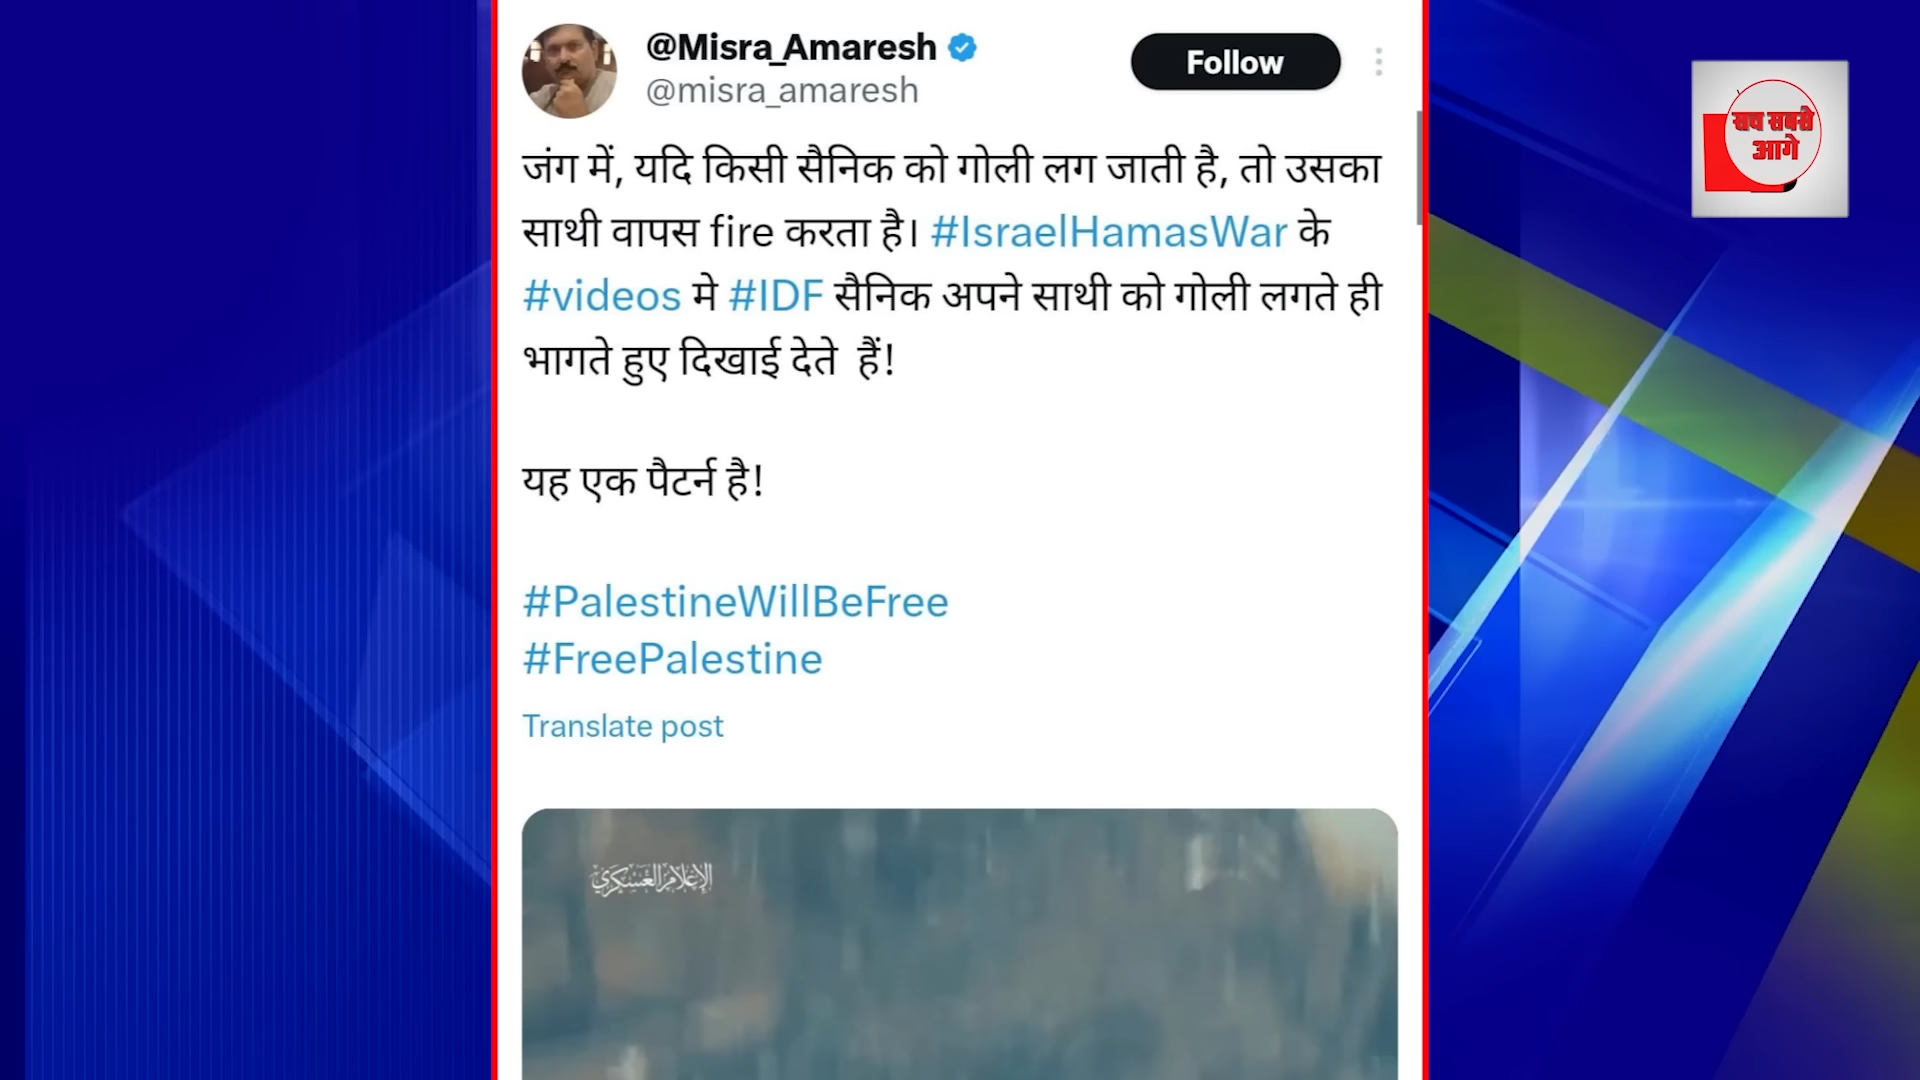 @Misra_Amaresh
@misra_amaresh
Follow
सच सबसे
आगे
जंग में, यदि किसी सैनिक को गोली लग जाती है, तो उसका
साथी वापस fire करता है। #IsraelHamasWar के
#videos मे #IDF सैनिक अपने साथी को गोली लगते ही
भागते हुए दिखाई देते हैं!
यह एक पैटर्न है!
#PalestineWillBeFree
#FreePalestine
Translate post
الإعلام العسكري